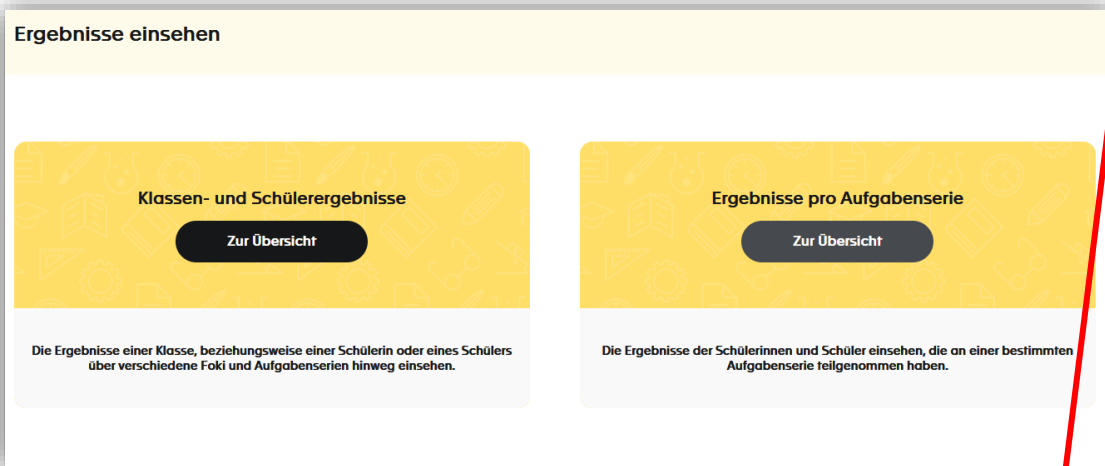 Ergebnisse einsehen
Klassen- und Schülerergebnisse
Zur Übersicht
Die Ergebnisse einer Klasse, beziehungsweise einer Schülerin oder eines Schülers
über verschiedene Foki und Aufgabenserien hinweg einsehen.
Ergebnisse pro Aufgabenserie
Zur Übersicht
Die Ergebnisse der Schülerinnen und Schüler einsehen, die an einer bestimmten
Aufgabenserie teilgenommen haben.